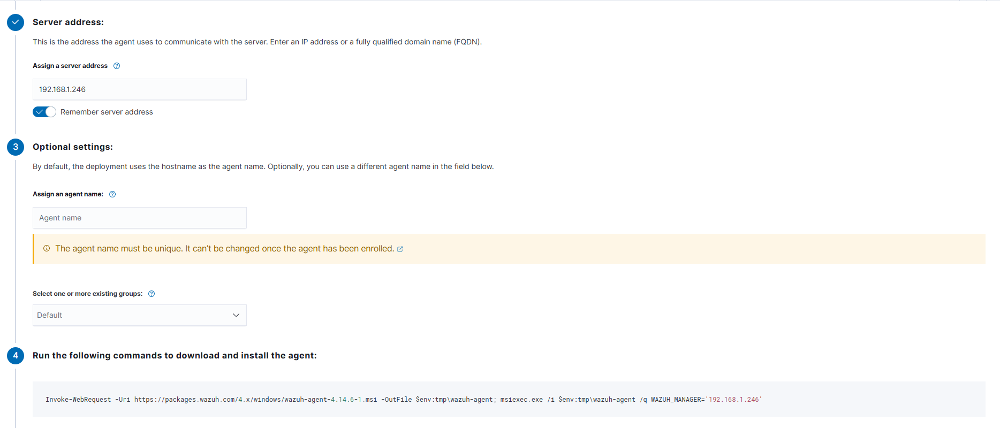 Server address:
This is the address the agent uses to communicate with the server. Enter an IP address or a fully qualified domain name (FQDN).
Assign a server address
192.168.1.246
Remember server address
3 Optional settings:
By default, the deployment uses the hostname as the agent name. Optionally, you can use a different agent name in the field below.
Assign an agent name:
Agent name
The agent name must be unique. It can’t be changed once the agent has been enrolled.
Select one or more existing groups:
Default
4 Run the following commands to download and install the agent:
Invoke-WebRequest -Uri https://packages.wazuh.com/4.x/windows/wazuh-agent-4.14.6-1.msi -OutFile $env:tmp\wazuh-agent; msiexec.exe /i $env:tmp\wazuh-agent /q WAZUH_MANAGER='192.168.1.246'